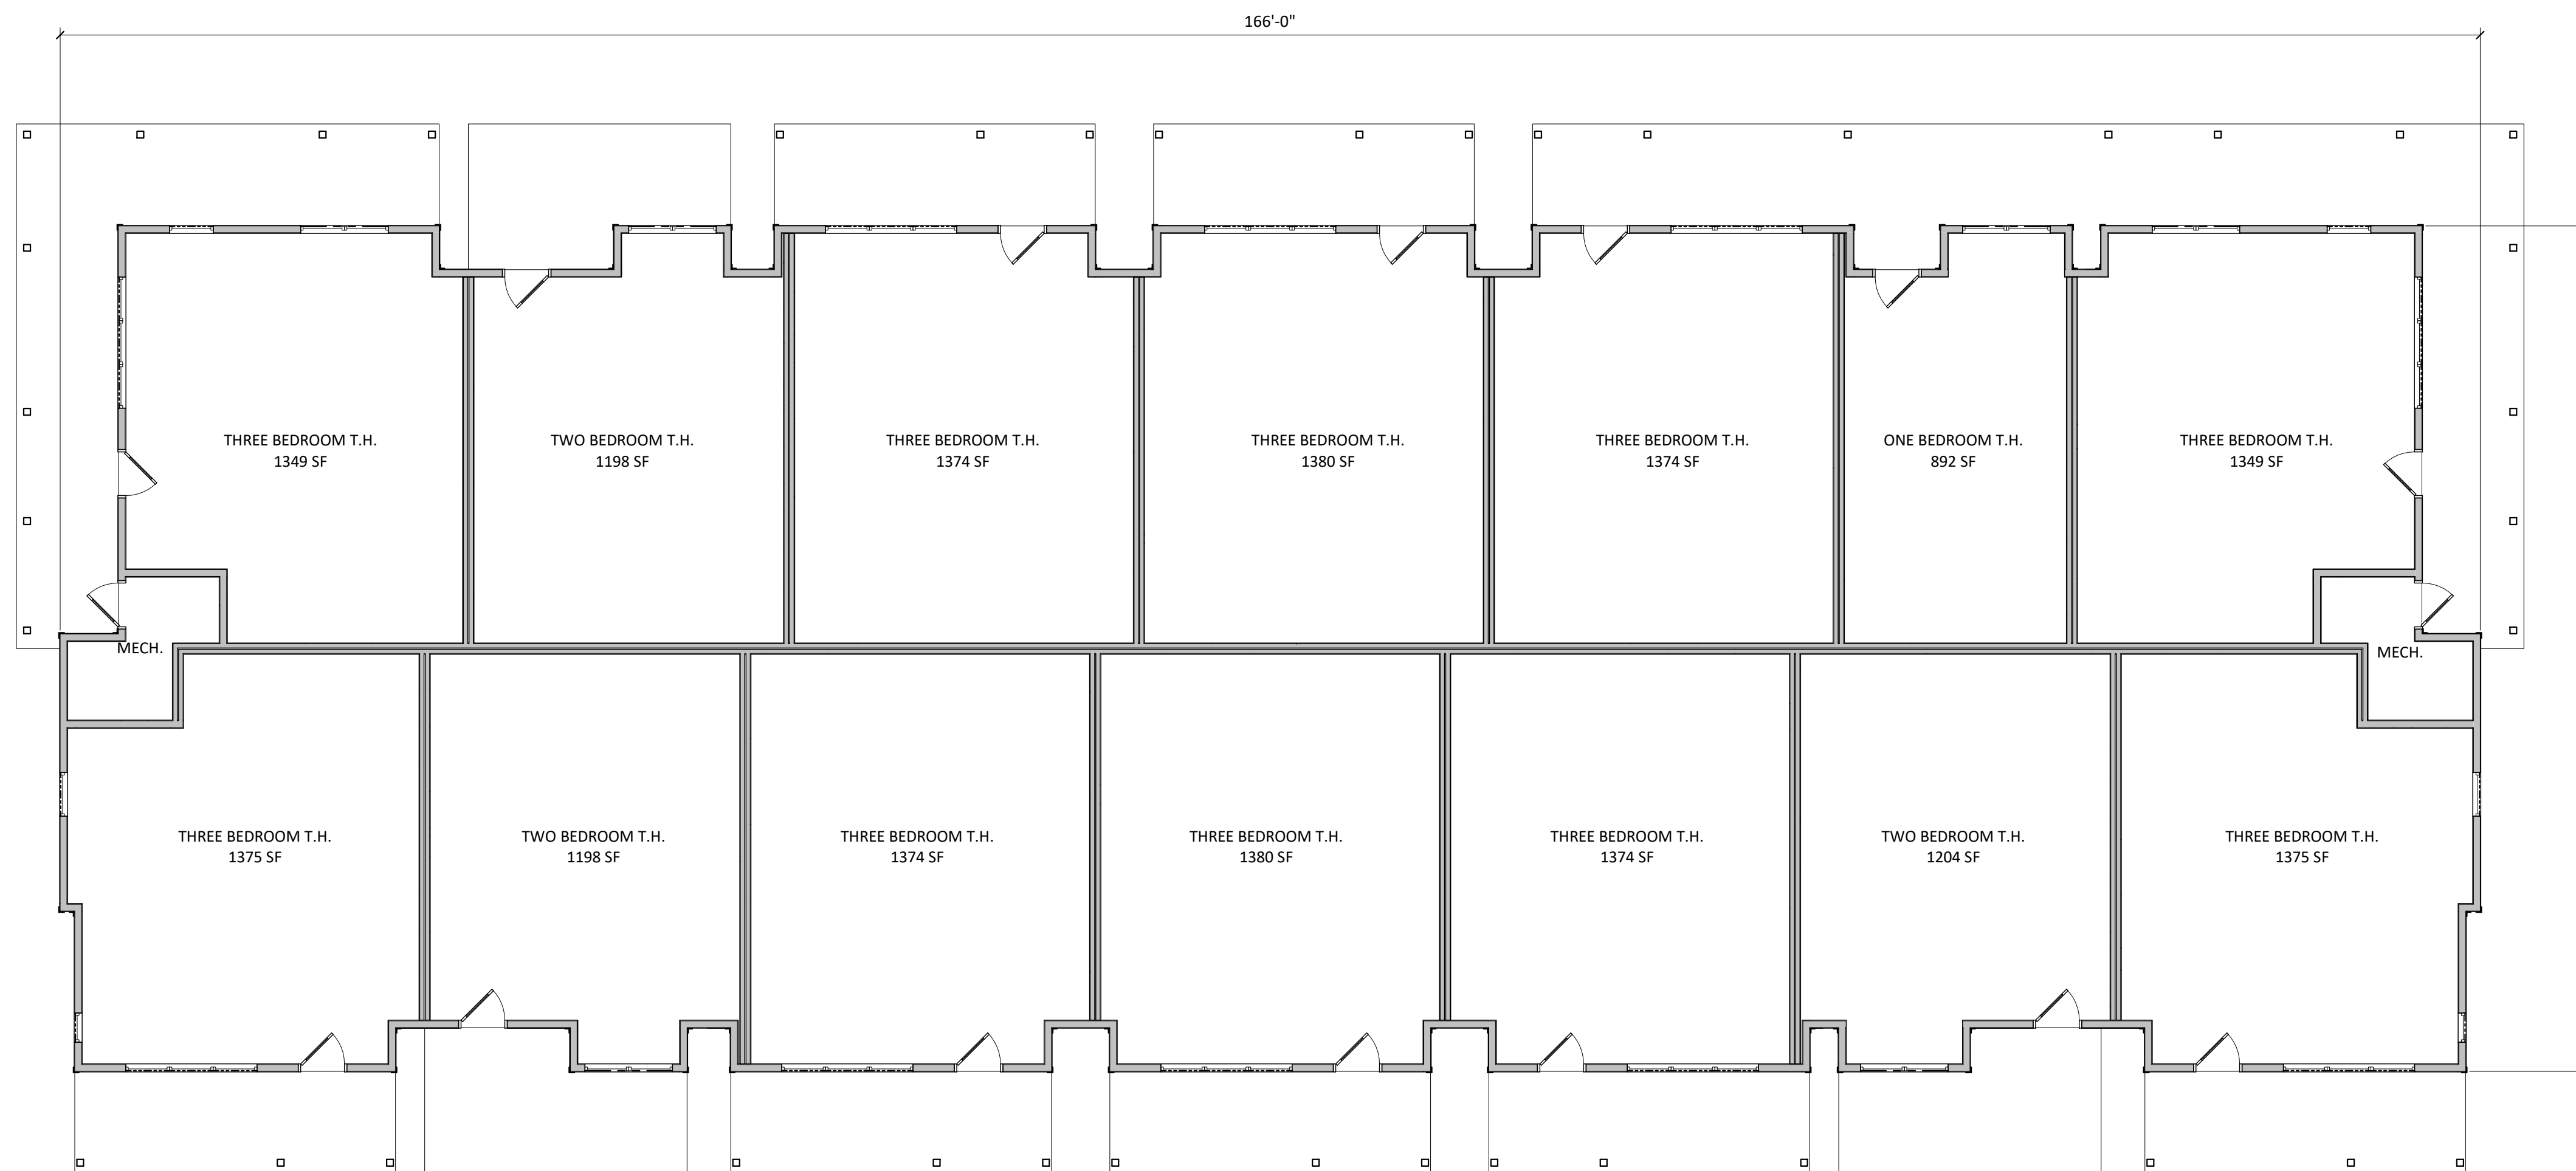 166'-0"
THREE BEDROOM T.H.
1349 SF
TWO BEDROOM T.H.
1198 SF
THREE BEDROOM T.H.
1374 SF
THREE BEDROOM T.H.
1380 SF
THREE BEDROOM T.H.
1374 SF
ONE BEDROOM T.H.
892 SF
THREE BEDROOM T.H.
1349 SF
MECH.
MECH.
THREE BEDROOM T.H.
1375 SF
TWO BEDROOM T.H.
1198 SF
THREE BEDROOM T.H.
1374 SF
THREE BEDROOM T.H.
1380 SF
THREE BEDROOM T.H.
1374 SF
TWO BEDROOM T.H.
1204 SF
THREE BEDROOM T.H.
1375 SF